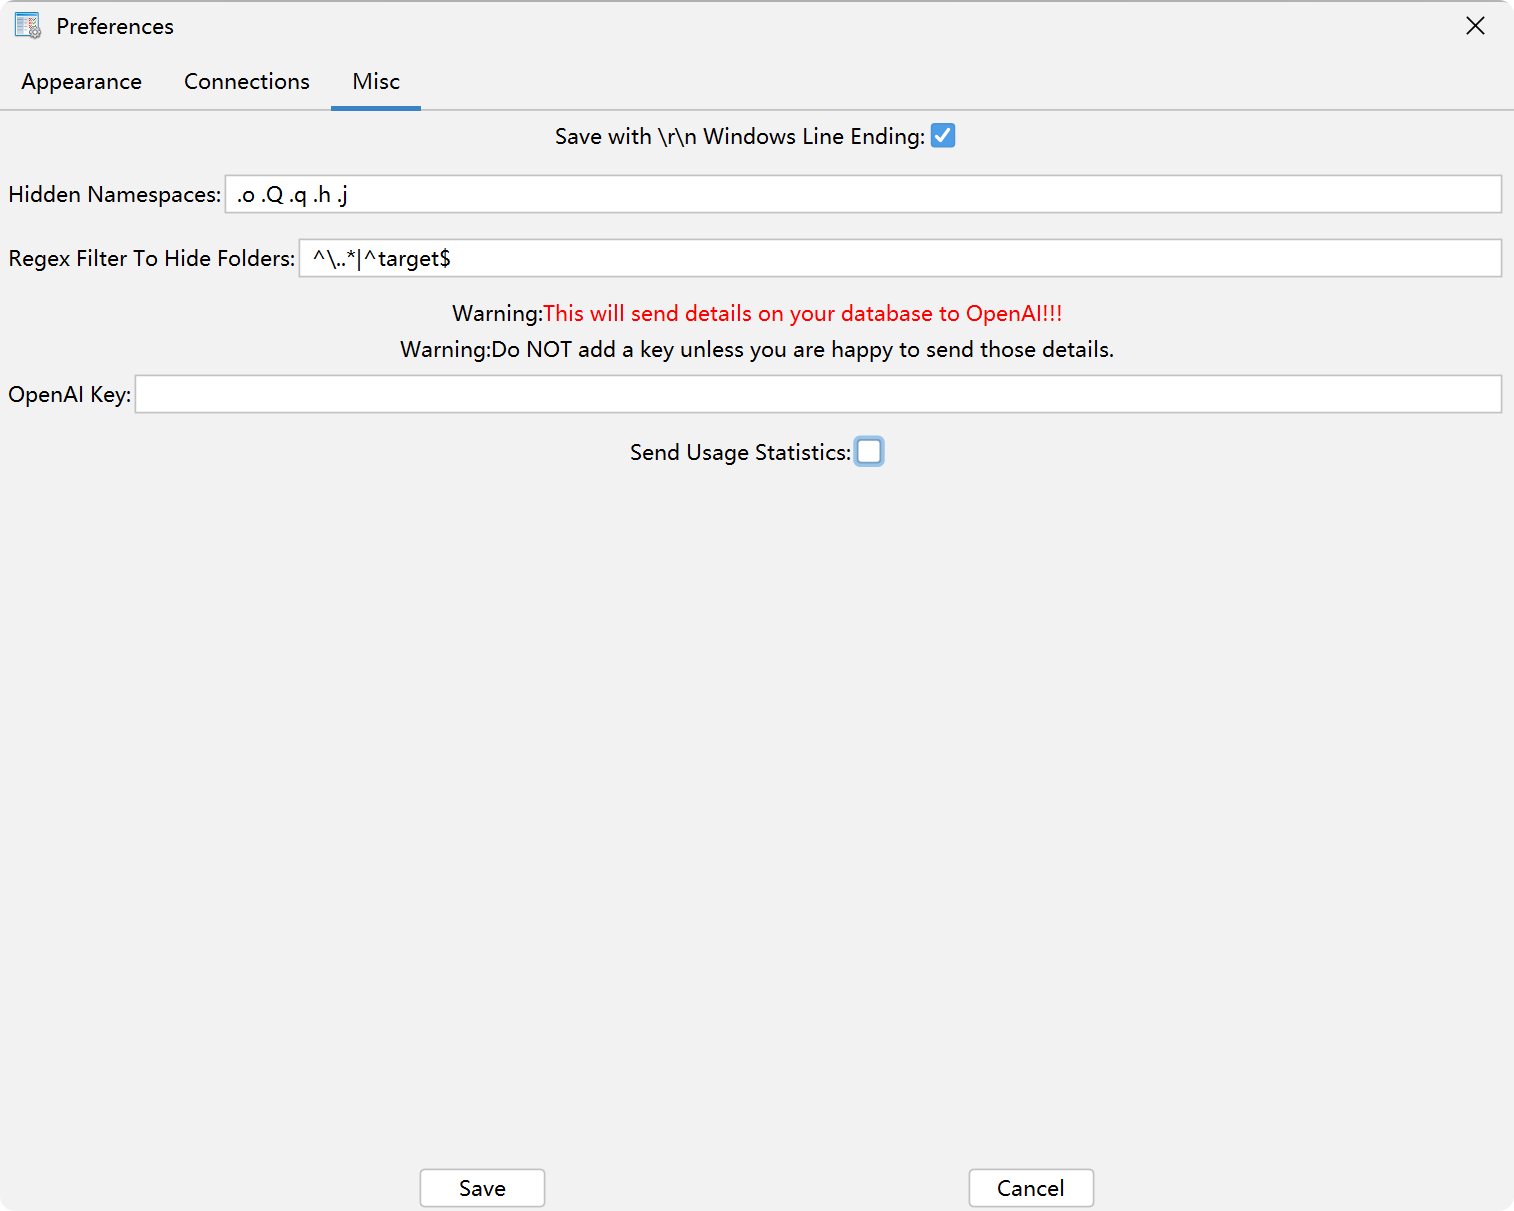 Preferences
Appearance Connections Misc
Save with \r\n Windows Line Ending:
Hidden Namespaces: .o .Q .q .h .j
Regex Filter To Hide Folders: ^\..*|^target$
Warning:This will send details on your database to OpenAI!!!
Warning:Do NOT add a key unless you are happy to send those details.
OpenAI Key:
Send Usage Statistics:
Save Cancel